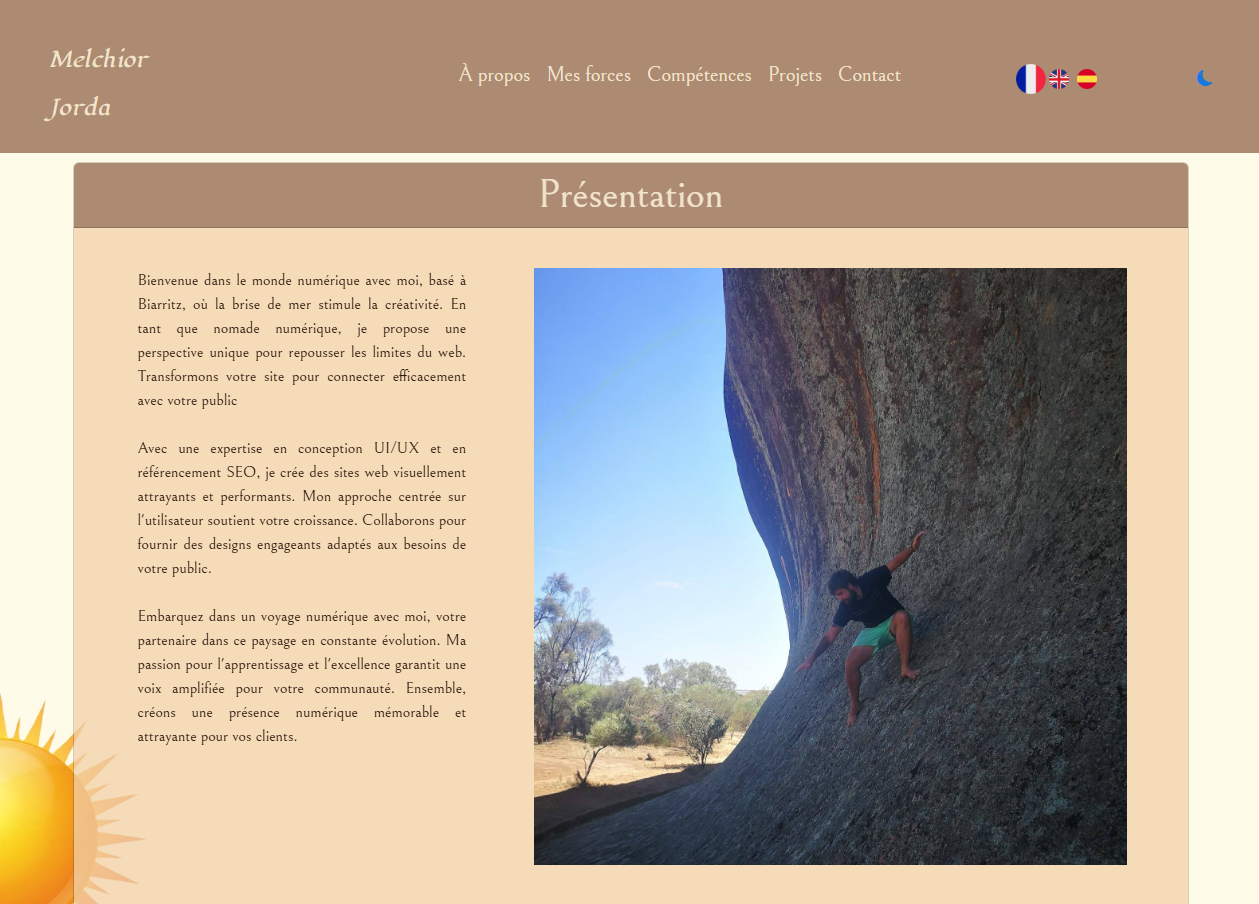 Melchior
Jorda
À propos Mes forces Compétences Projets Contact
Présentation
Bienvenue dans le monde numérique avec moi, basé à
Biarritz, où la brise de mer stimule la créativité. En
tant que nomade numérique, je propose une
perspective unique pour repousser les limites du web.
Transformons votre site pour connecter efficacement
avec votre public
Avec une expertise en conception UI/UX et en
référencement SEO, je crée des sites web visuellement
attrayants et performants. Mon approche centrée sur
l'utilisateur soutient votre croissance. Collaborons pour
fournir des designs engageants adaptés aux besoins de
votre public.
Embarquez dans un voyage numérique avec moi, votre
partenaire dans ce paysage en constante évolution. Ma
passion pour l'apprentissage et l'excellence garantit une
voix amplifiée pour votre communauté. Ensemble,
créons une présence numérique mémorable et
attrayante pour vos clients.